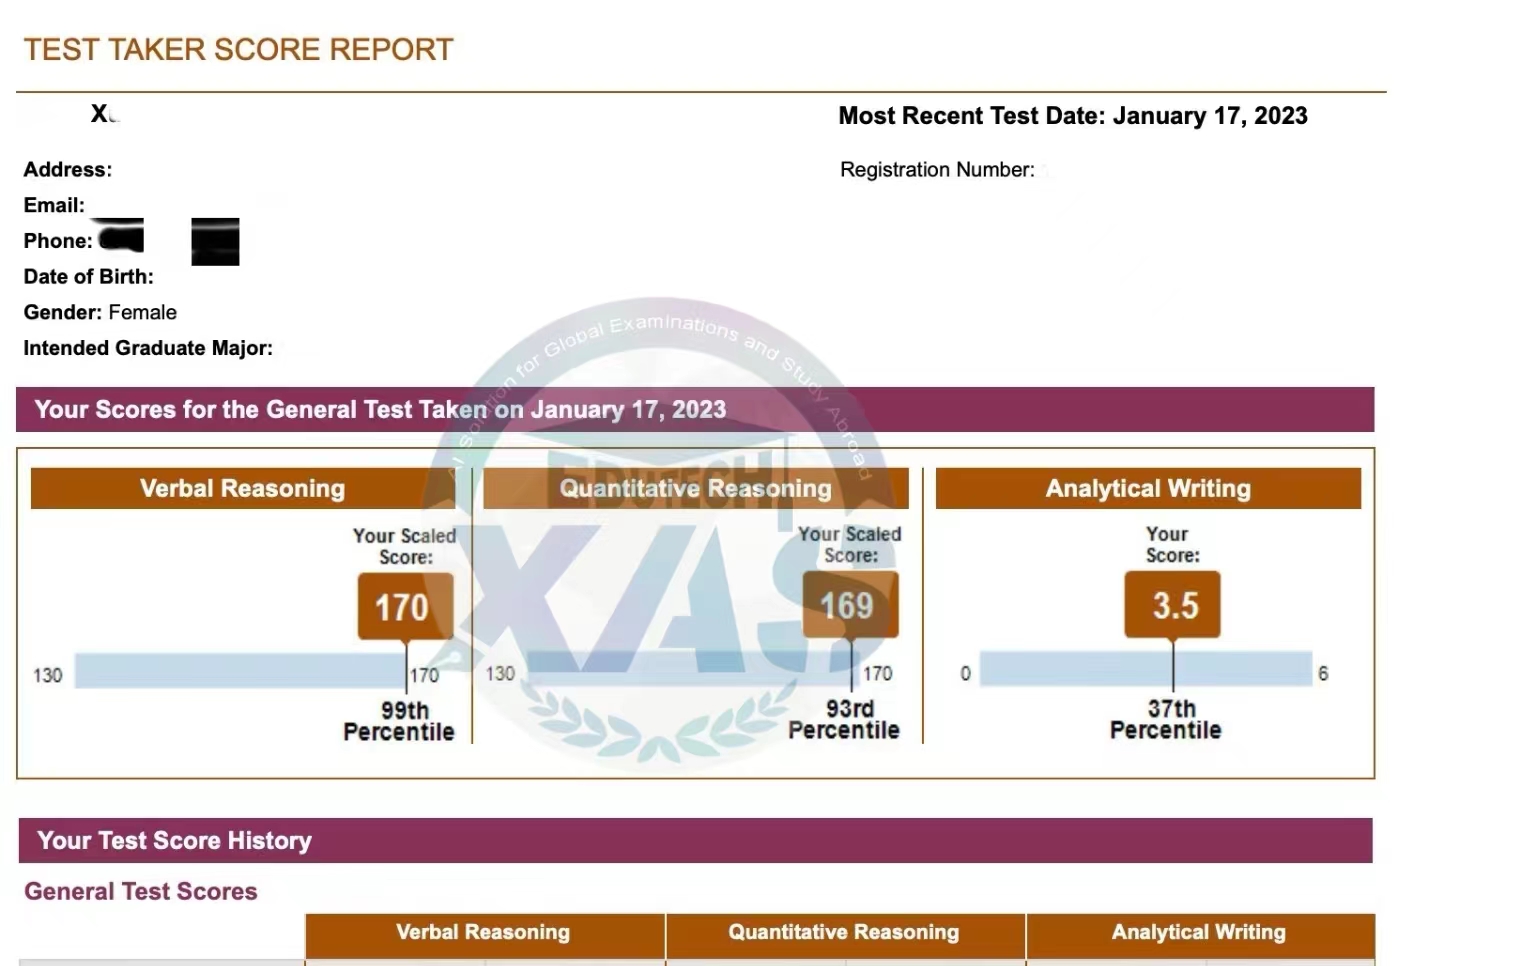 TEST TAKER SCORE REPORT
X
Most Recent Test Date: January 17, 2023
Address:
Registration Number:
Email:
Phone:
Date of Birth:
Gender: Female
Intended Graduate Major:
AI Solution for Global Examinations and Study Abroad
Your Scores for the General Test Taken on January 17, 2023
EDUTECH
XAS
Verbal Reasoning
Your Scaled
Score:
170
130
170
99th
Percentile
Quantitative Reasoning
Your Scaled
Score:
169
130
170
93rd
Percentile
Analytical Writing
Your
Score:
3.5
0
6
37th
Percentile
Your Test Score History
General Test Scores
Verbal Reasoning
Quantitative Reasoning
Analytical Writing